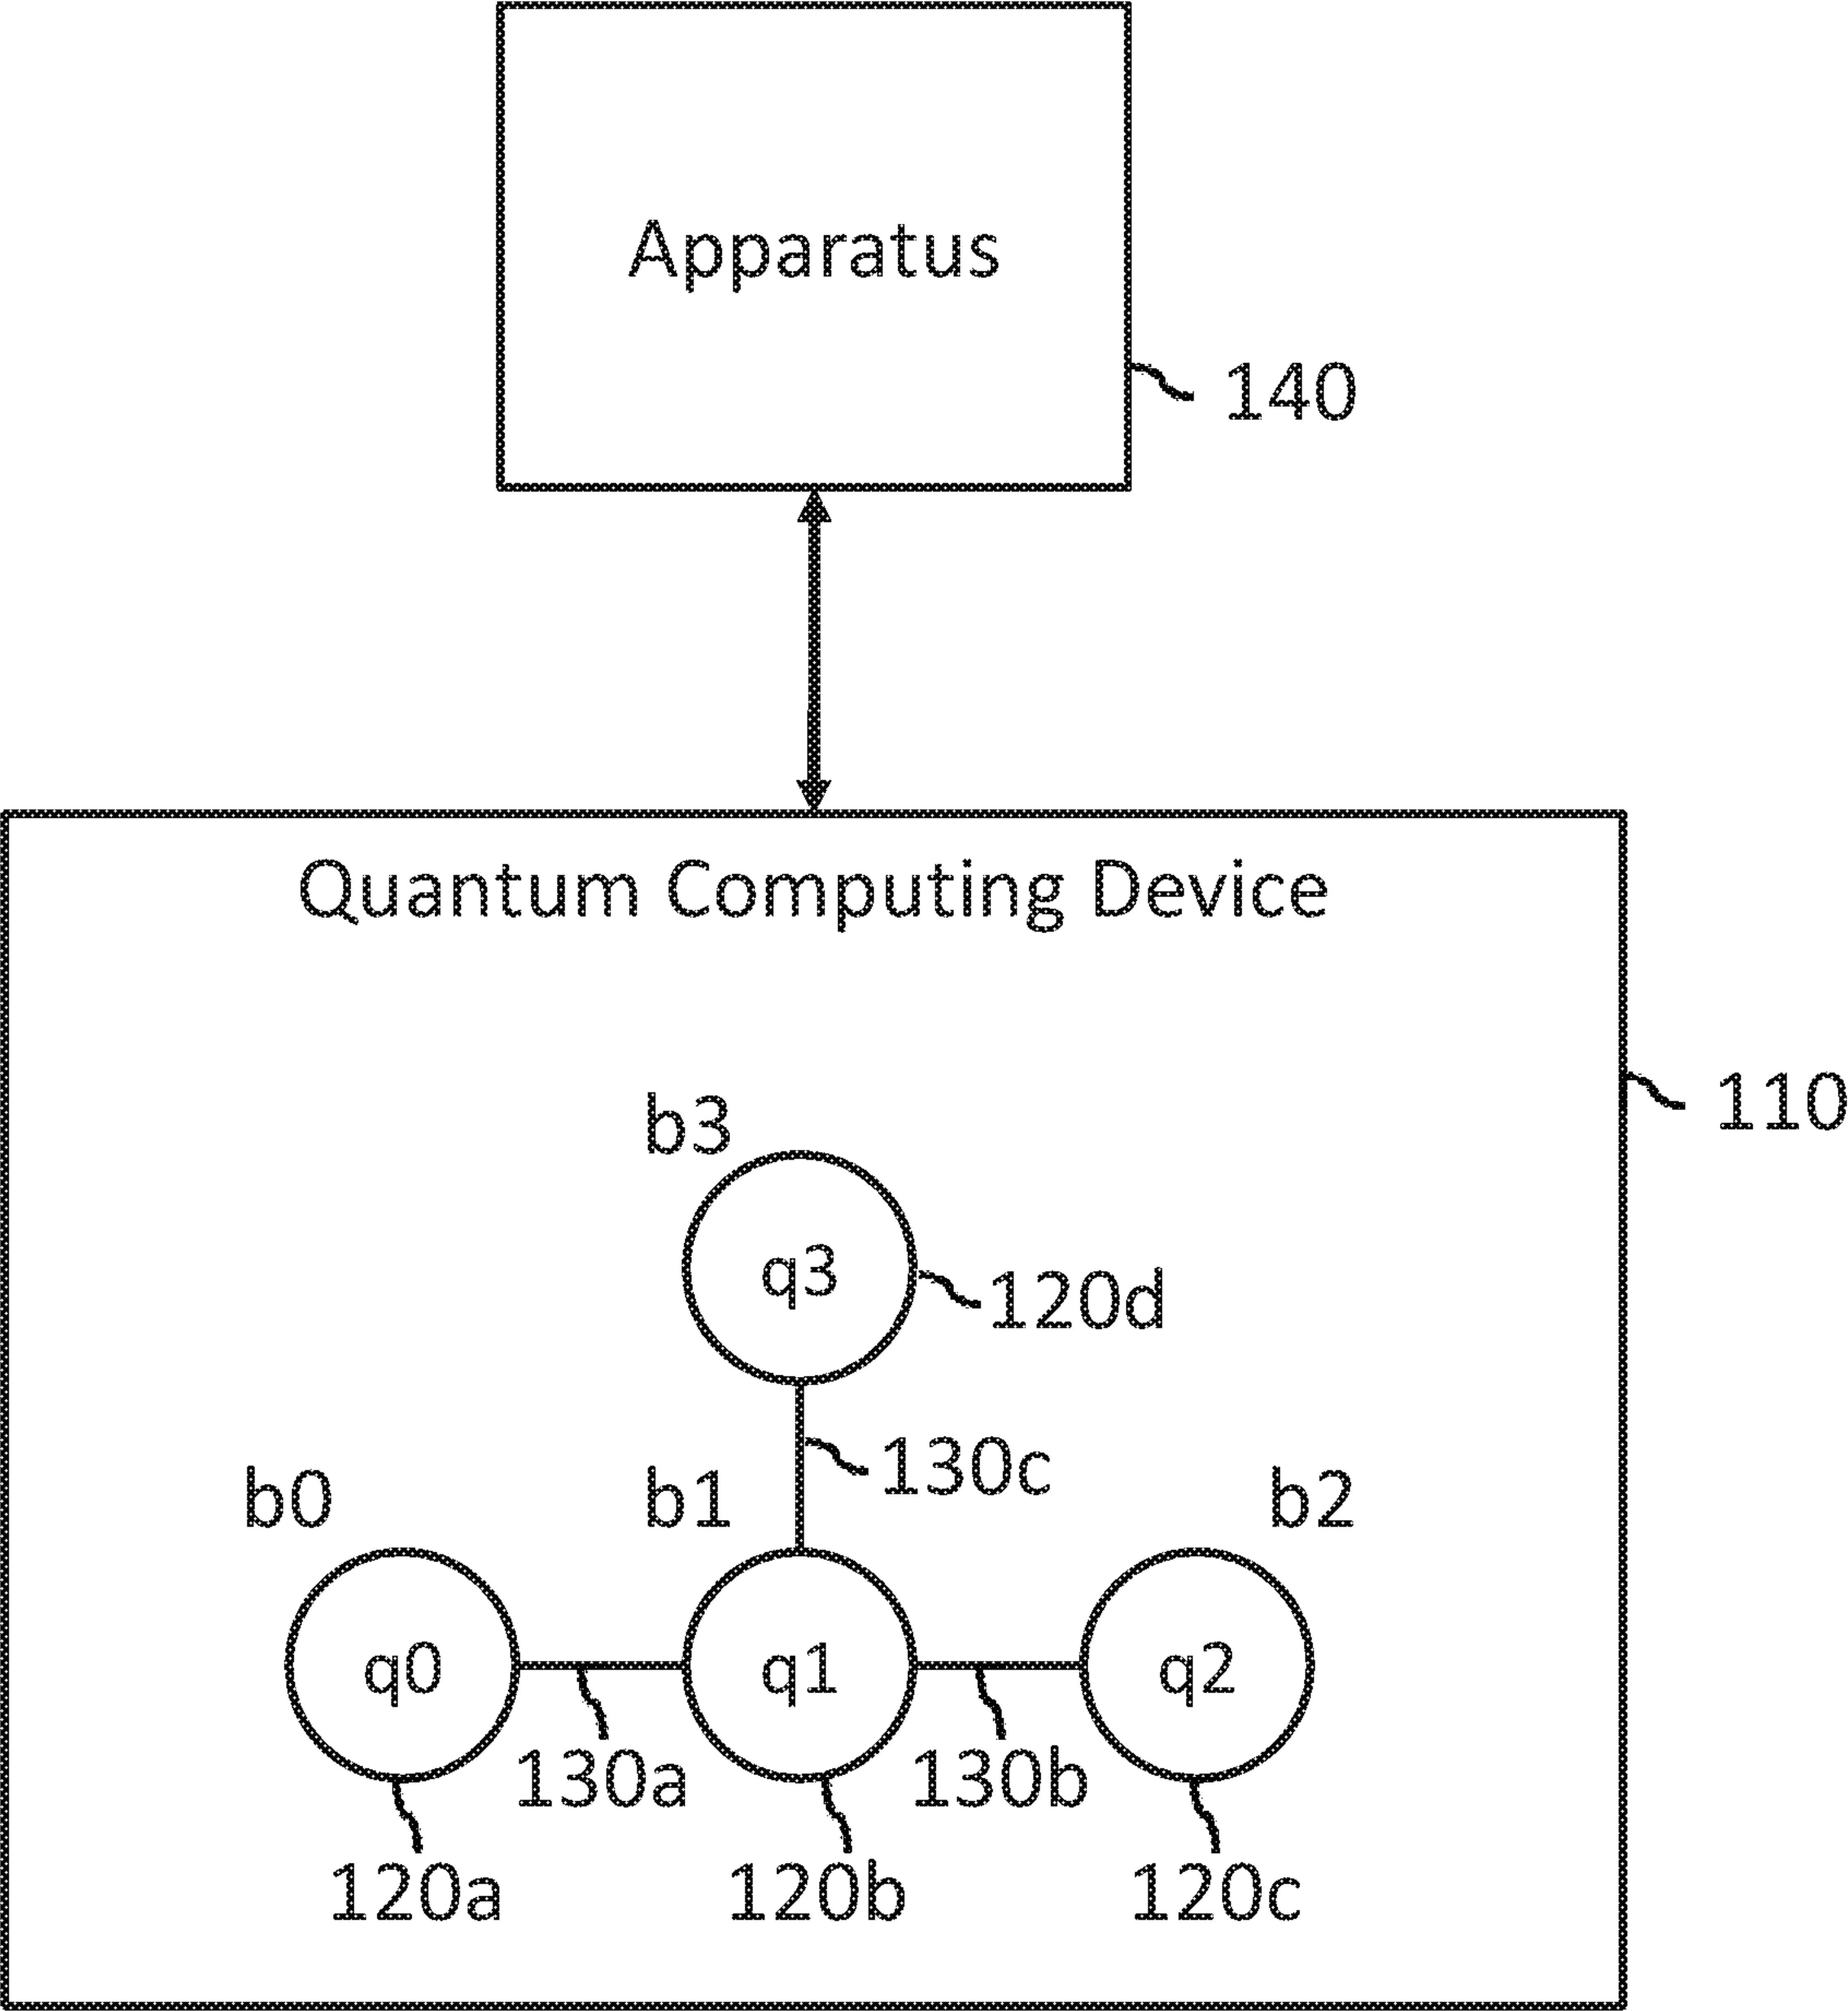 Apparatus
140
Quantum Computing Device
110
b3
q3
120d
130c
b0
b1
b2
q0
q1
q2
130a
130b
120a
120b
120c